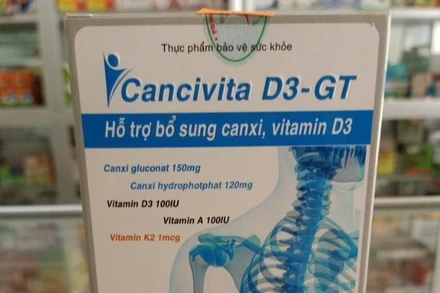 Thực phẩm bảo vệ sức khỏe
Cancivita D3-GT
Hỗ trợ bổ sung canxi, vitamin D3
Canxi gluconat 150mg
Canxi hydrophotphat 120mg
Vitamin D3 100IU
Vitamin A 100IU
Vitamin K2 1mcg